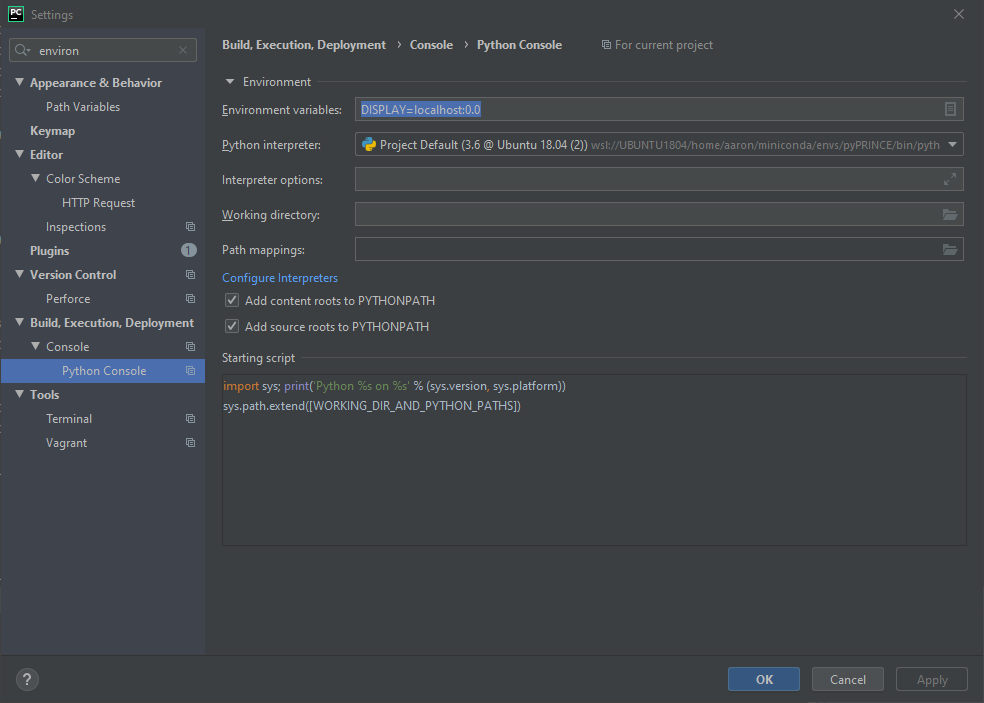 PC Settings
environ
Appearance & Behavior
Path Variables
Keymap
Editor
Color Scheme
HTTP Request
Inspections
Plugins 1
Version Control
Perforce
Build, Execution, Deployment
Console
Python Console
Tools
Terminal
Vagrant
Build, Execution, Deployment › Console › Python Console For current project
Environment
Environment variables: DISPLAY=localhost:0.0
Python interpreter: Project Default (3.6 @ Ubuntu 18.04 (2)) wsl://UBUNTU1804/home/aaron/miniconda/envs/pyPRINCE/bin/pyth
Interpreter options:
Working directory:
Path mappings:
Configure Interpreters
Add content roots to PYTHONPATH
Add source roots to PYTHONPATH
Starting script
import sys; print('Python %s on %s' % (sys.version, sys.platform))
sys.path.extend([WORKING_DIR_AND_PYTHON_PATHS])
? OK Cancel Apply